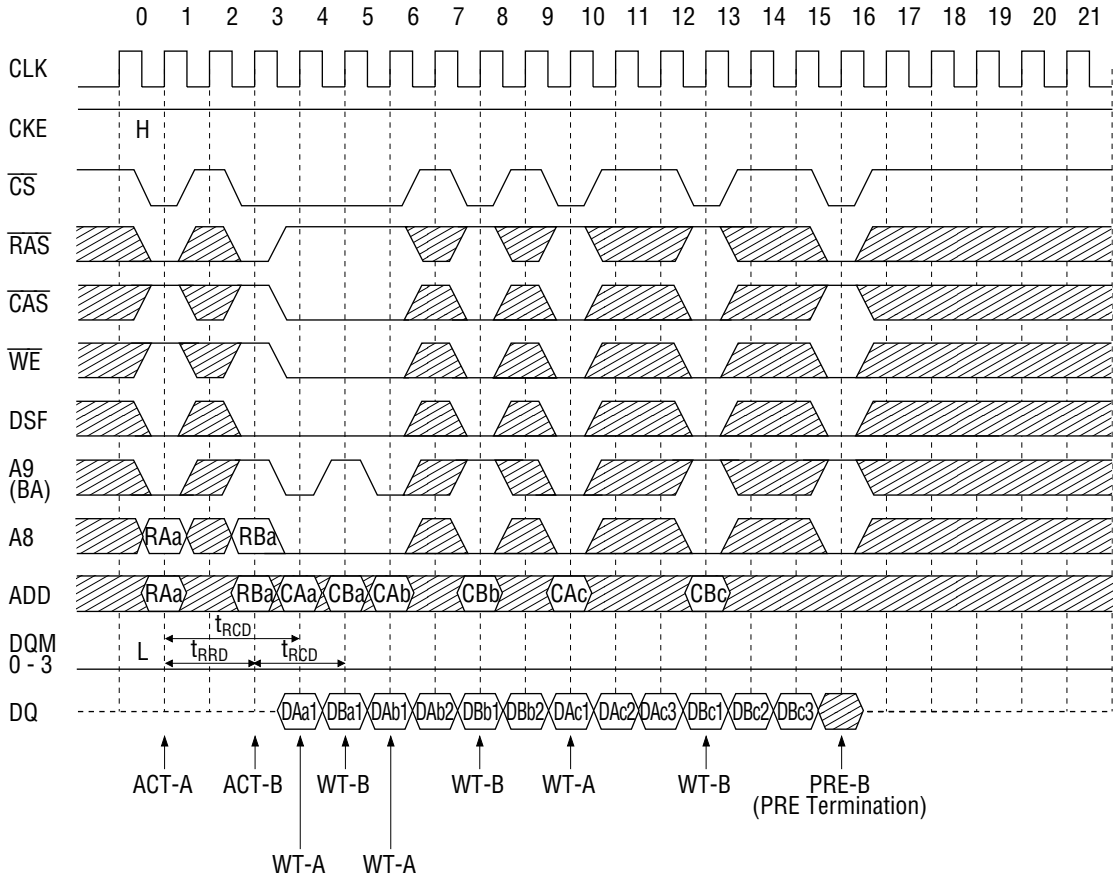 0 1 2 3 4 5 6 7 8 9 10 11 12 13 14 15 16 17 18 19 20 21
CLK
CKE H
CS
RAS
CAS
WE
DSF
A9
(BA)
A8 RAa RBa
ADD RAa RBa CAa CBa CAb CBb CAc CBc
tRCD
DQM
0 - 3 L tRRD tRCD
DQ DAa1 DBa1 DAb1 DAb2 DBb1 DBb2 DAc1 DAc2 DAc3 DBc1 DBc2 DBc3
ACT-A ACT-B WT-B WT-B WT-A WT-B PRE-B
(PRE Termination)
WT-A WT-A